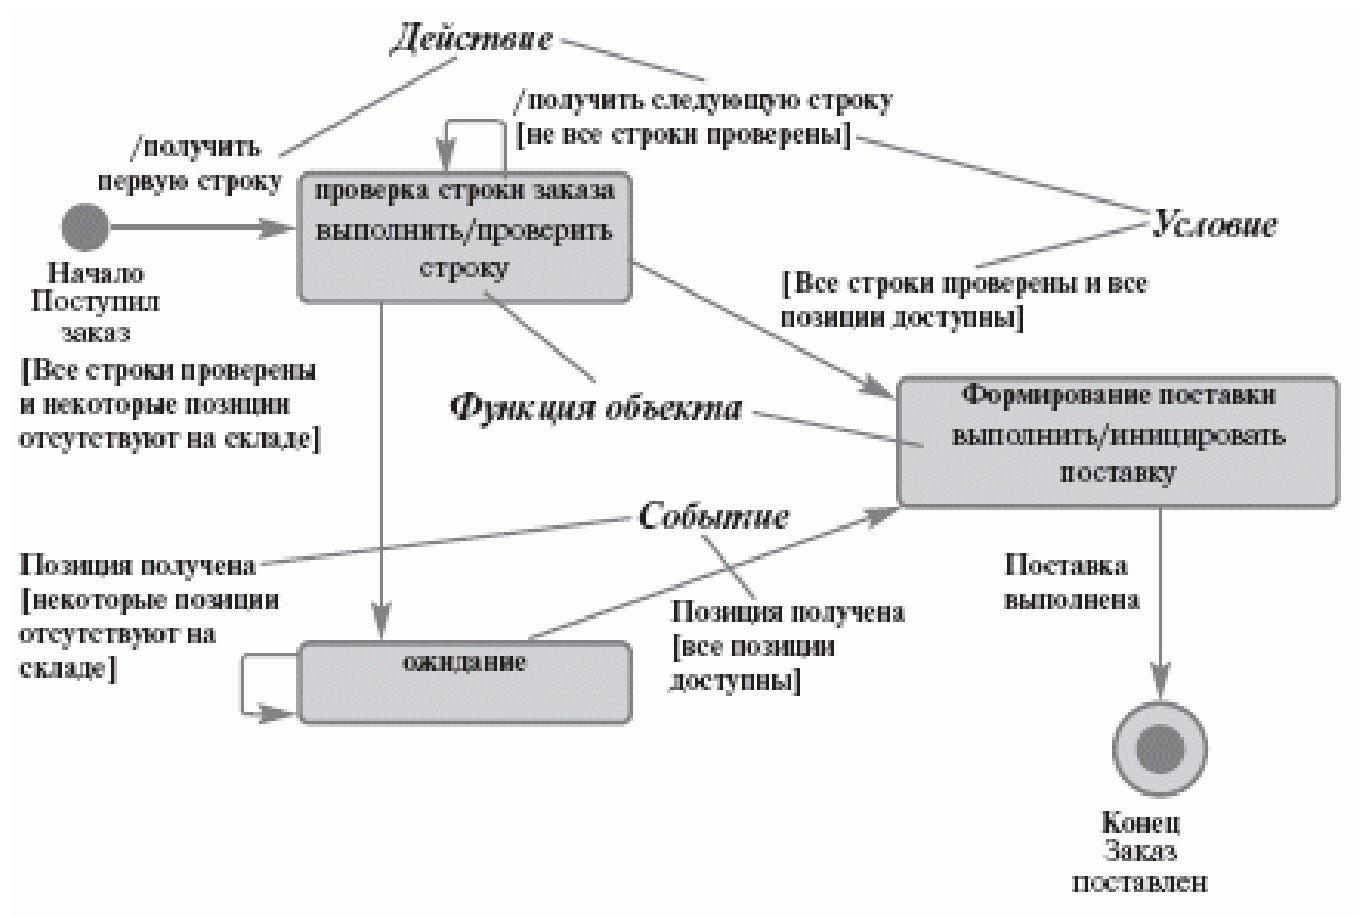 Действие
/получить следующую строку
[не все строки проверены]
/получить
первую строку
проверка строки заказа
выполнить/проверить
строку
Условие
Начало
Поступил
заказ
[Все строки проверены и все
позиции доступны]
[Все строки проверены
и некоторые позиции
отсутствуют на складе]
Функция объекта
Формирование поставки
выполнить/иницировать
поставку
Событие
Позиция получена
[некоторые позиции
отсутствуют на
складе]
Поставка
выполнена
Позиция получена
[все позиции
доступны]
ожидание
Конец
Заказ
поставлен